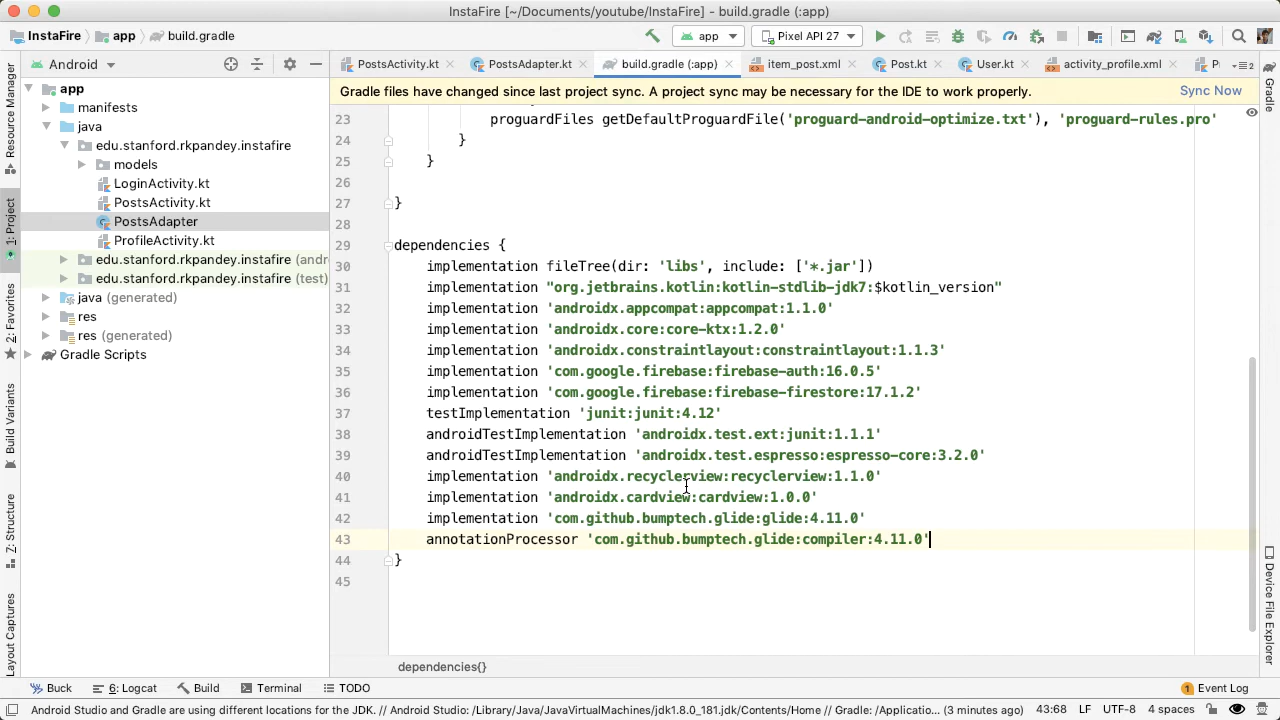 InstaFire [~/Documents/youtube/InstaFire] - build.gradle (:app)
InstaFire app build.gradle app Pixel API 27
Android PostsActivity.kt PostsAdapter.kt build.gradle (:app) item_post.xml Post.kt User.kt activity_profile.xml
Gradle files have changed since last project sync. A project sync may be necessary for the IDE to work properly. Sync Now
Resource Manager
1: Project
2: Favorites
Build Variants
7: Structure
Layout Captures
app
manifests
java
edu.stanford.rkpandey.instafire
models
LoginActivity.kt
PostsActivity.kt
PostsAdapter
ProfileActivity.kt
edu.stanford.rkpandey.instafire (andr
edu.stanford.rkpandey.instafire (test)
java (generated)
res
res (generated)
Gradle Scripts
23 proguardFiles getDefaultProguardFile('proguard-android-optimize.txt'), 'proguard-rules.pro'
24 }
25 }
26
27 }
28
29 dependencies {
30 implementation fileTree(dir: 'libs', include: ['*.jar'])
31 implementation "org.jetbrains.kotlin:kotlin-stdlib-jdk7:$kotlin_version"
32 implementation 'androidx.appcompat:appcompat:1.1.0'
33 implementation 'androidx.core:core-ktx:1.2.0'
34 implementation 'androidx.constraintlayout:constraintlayout:1.1.3'
35 implementation 'com.google.firebase:firebase-auth:16.0.5'
36 implementation 'com.google.firebase:firebase-firestore:17.1.2'
37 testImplementation 'junit:junit:4.12'
38 androidTestImplementation 'androidx.test.ext:junit:1.1.1'
39 androidTestImplementation 'androidx.test.espresso:espresso-core:3.2.0'
40 implementation 'androidx.recyclerview:recyclerview:1.1.0'
41 implementation 'androidx.cardview:cardview:1.0.0'
42 implementation 'com.github.bumptech.glide:glide:4.11.0'
43 annotationProcessor 'com.github.bumptech.glide:compiler:4.11.0'
44 }
45
dependencies{}
Gradle
Device File Explorer
Buck 6: Logcat Build Terminal TODO 1 Event Log
Android Studio and Gradle are using different locations for the JDK. // Android Studio: /Library/Java/JavaVirtualMachines/jdk1.8.0_181.jdk/Contents/Home // Gradle: /Applicatio... (3 minutes ago) 43:68 LF UTF-8 4 spaces